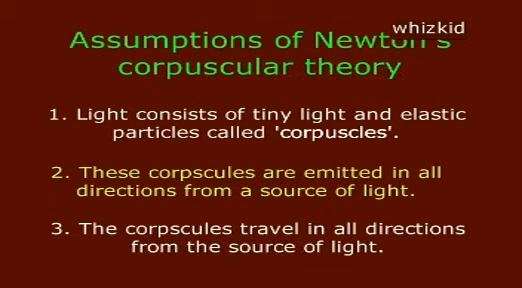 whizkid
Assumptions of Newton's
corpuscular theory
1. Light consists of tiny light and elastic
particles called 'corpuscles'.
2. These corpscules are emitted in all
directions from a source of light.
3. The corpscules travel in all directions
from the source of light.